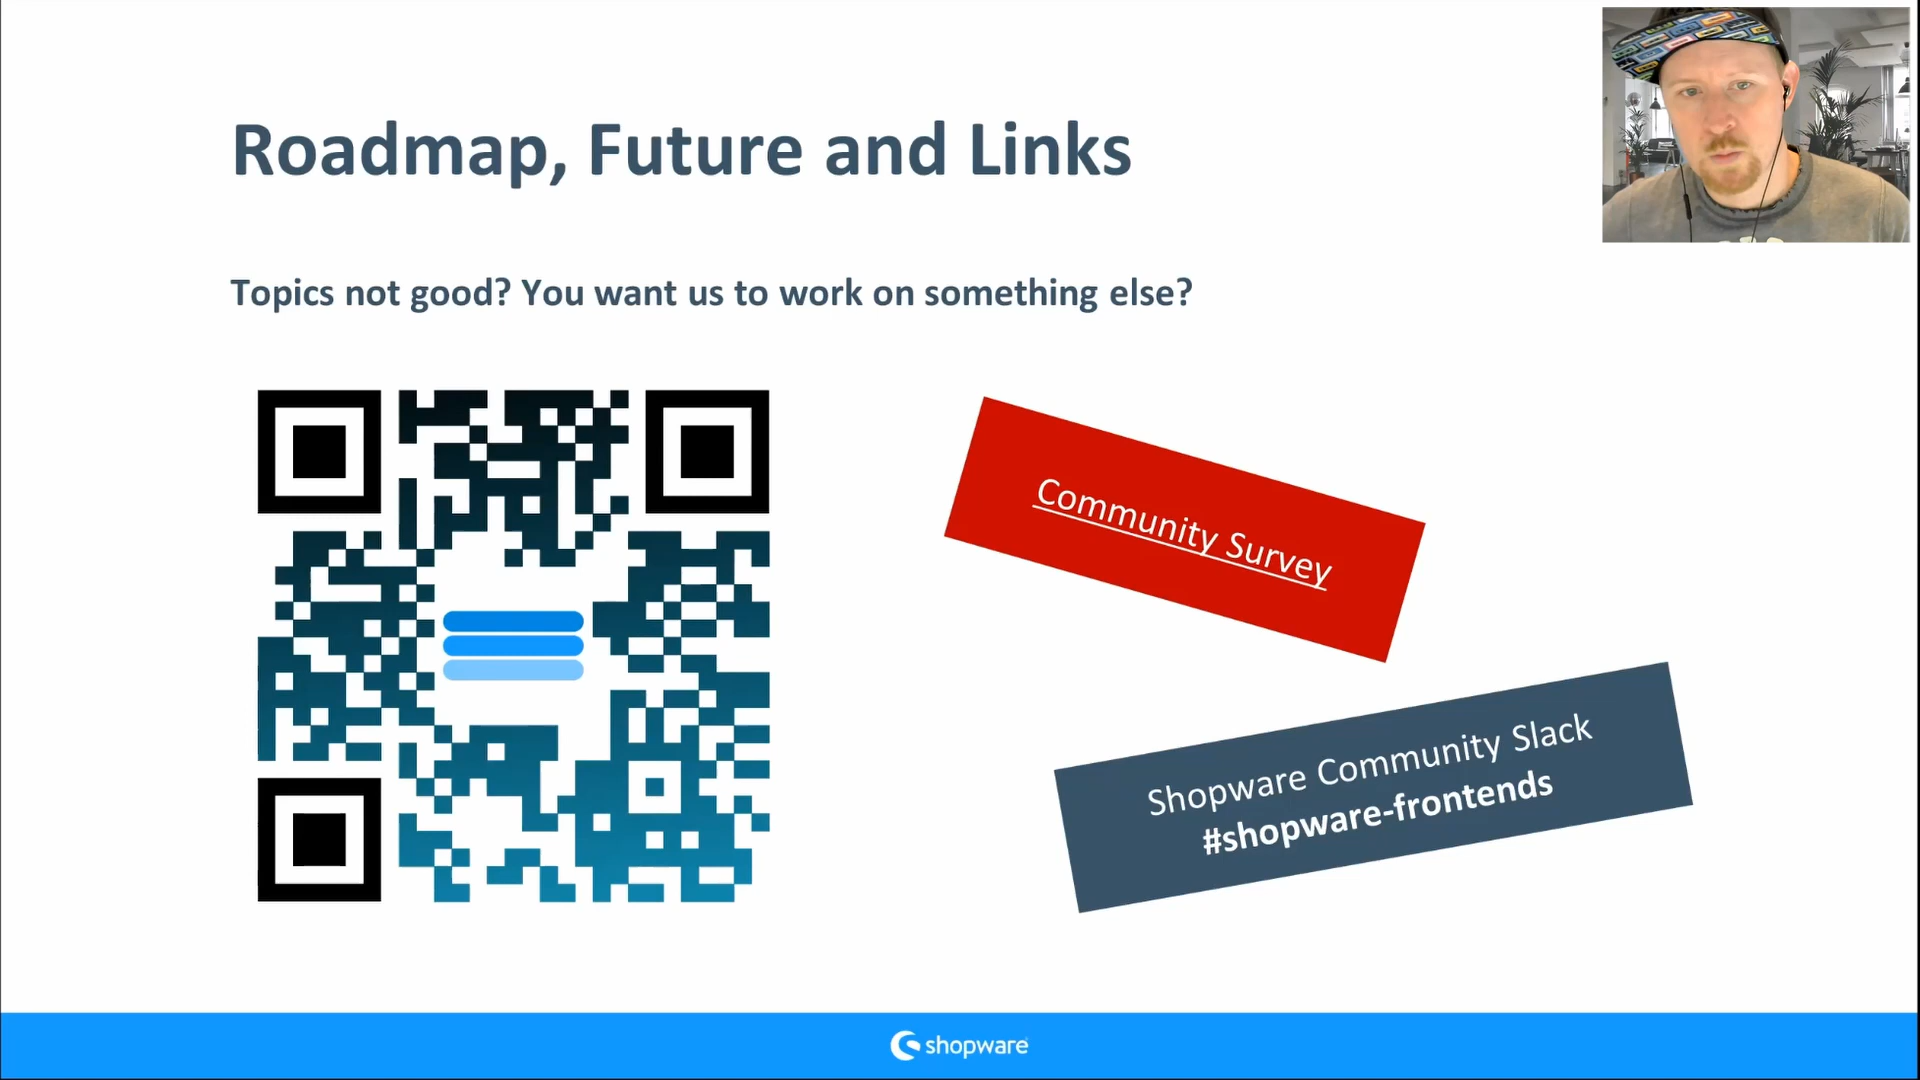 Roadmap, Future and Links
Topics not good? You want us to work on something else?
Community Survey
Shopware Community Slack
#shopware-frontends
shopware